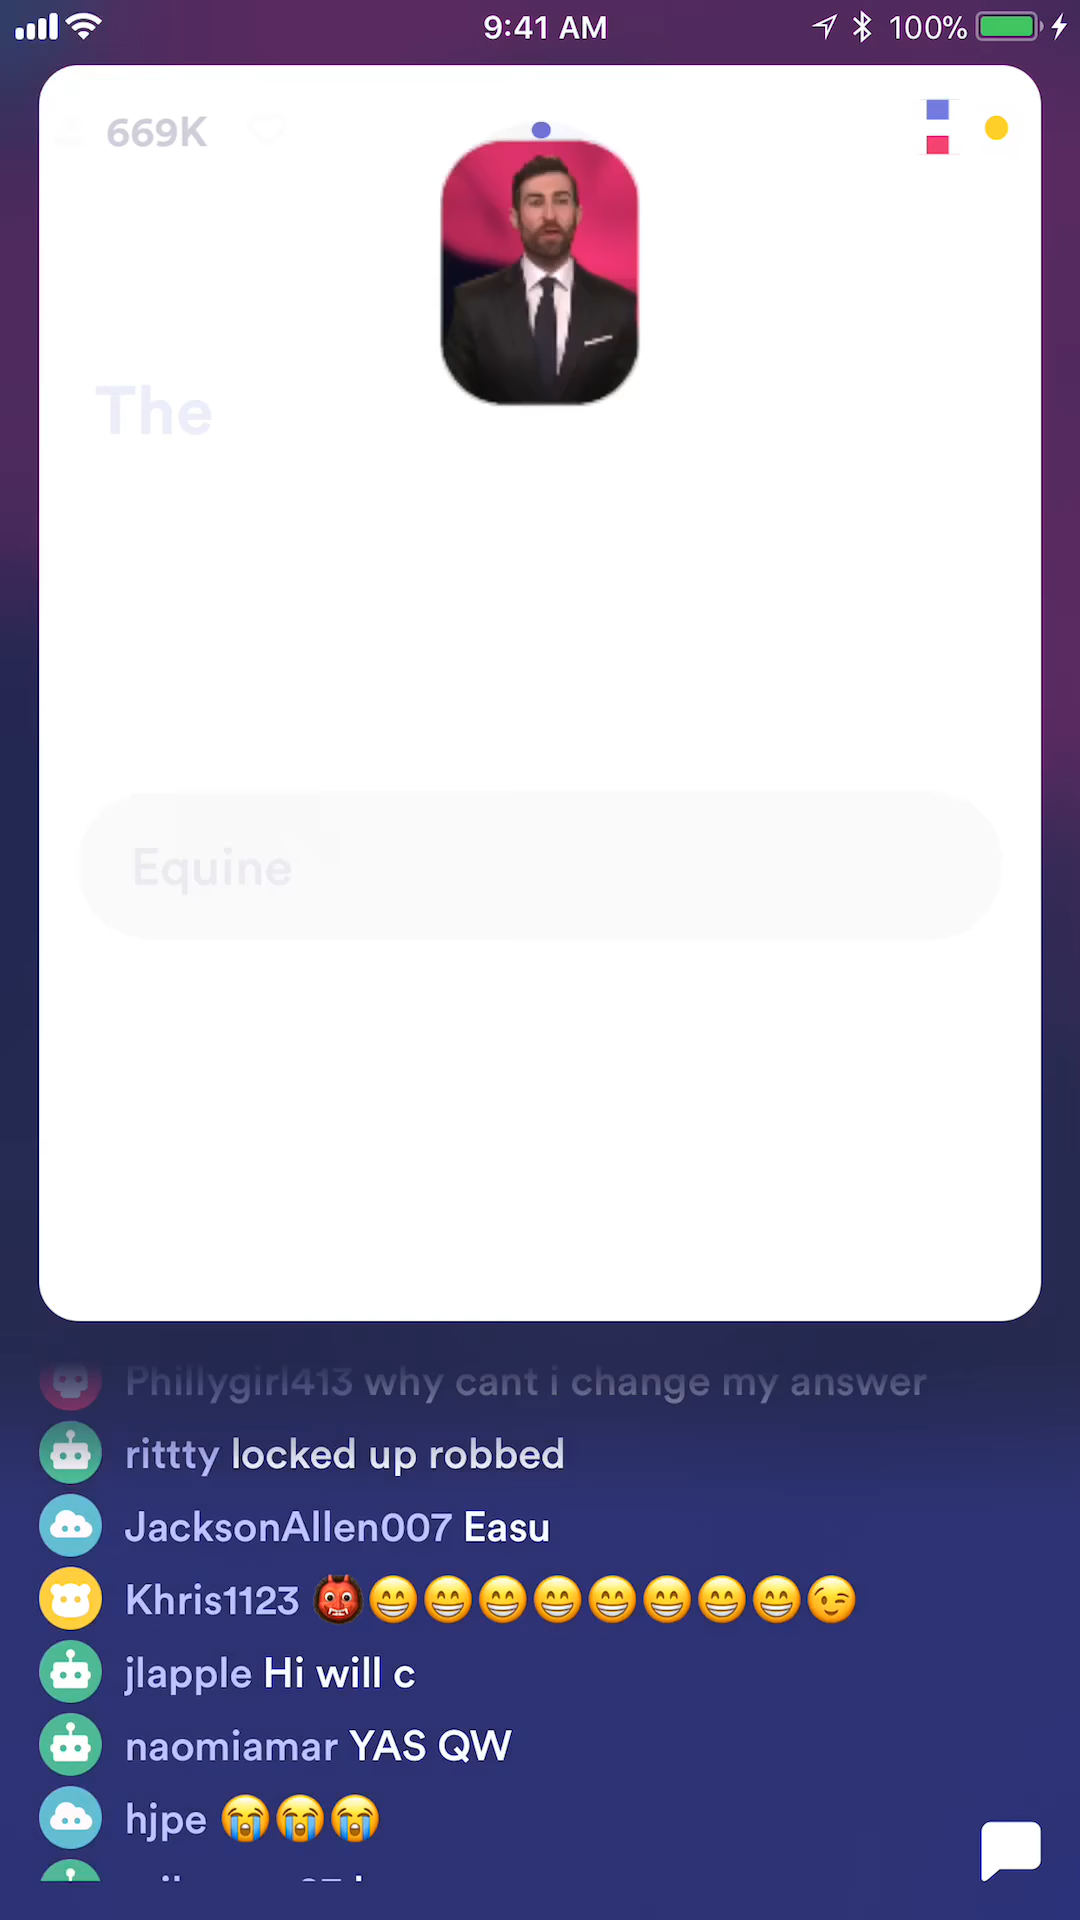 9:41 AM 100%
669K
The
Equine
Phillygirl413 why cant i change my answer
rittty locked up robbed
JacksonAllen007 Easu
Khris1123 👹😁😁😁😁😁😁😁😁😉
jlapple Hi will c
naomiamar YAS QW
hjpe 😭😭😭